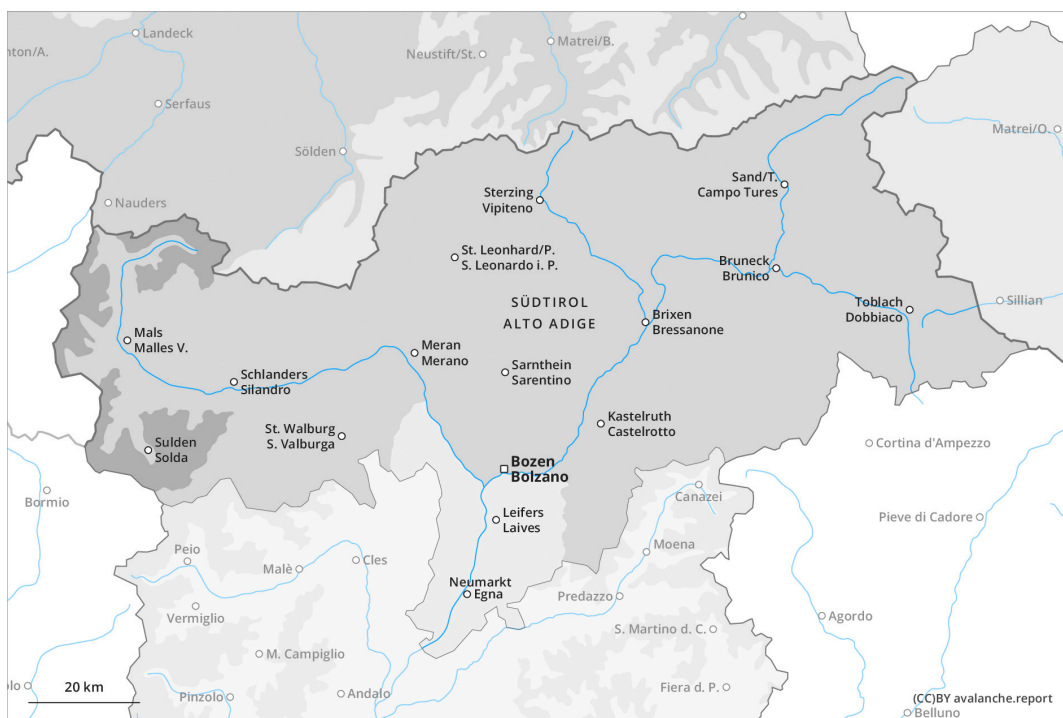 Landeck
nton/A.
Neustift/St.
Matrei/B.
Serfaus
Matrei/O.
Sölden
Sand/T.
Campo Tures
Sterzing
Vipiteno
Nauders
St. Leonhard/P.
S. Leonardo i. P.
Bruneck
Brunico
SÜDTIROL
ALTO ADIGE
Toblach
Dobbiaco
Sillian
Brixen
Bressanone
Mals
Malles V.
Meran
Merano
Sarnthein
Sarentino
Schlanders
Silandro
St. Walburg
S. Valburga
Kastelruth
Castelrotto
Sulden
Solda
Cortina d'Ampezzo
Bozen
Bolzano
Bormio
Canazei
Leifers
Laives
Pieve di Cadore
Peio
Malè
Cles
Moena
Neumarkt
Egna
Predazzo
Vermiglio
Agordo
S. Martino d. C.
M. Campiglio
20 km
olo
Pinzolo
Andalo
Fiera d. P.
(CC)BY avalanche.report
Belluno